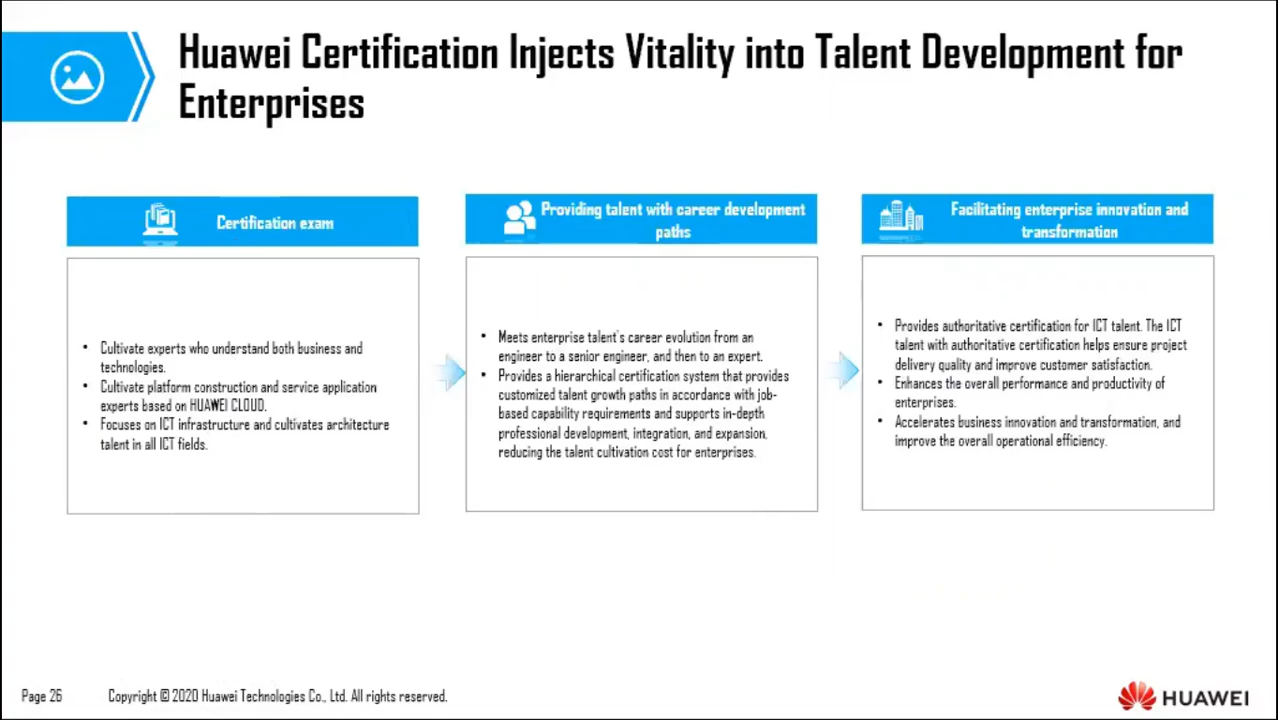 Huawei Certification Injects Vitality into Talent Development for
Enterprises
Certification exam
• Cultivate experts who understand both business and
technologies.
• Cultivate platform construction and service application
experts based on HUAWEI CLOUD.
• Focuses on ICT infrastructure and cultivates architecture
talent in all ICT fields.
Providing talent with career development
paths
• Meets enterprise talent's career evolution from an
engineer to a senior engineer, and then to an expert.
• Provides a hierarchical certification system that provides
customized talent growth paths in accordance with job-
based capability requirements and supports in-depth
professional development, integration, and expansion,
reducing the talent cultivation cost for enterprises.
Facilitating enterprise innovation and
transformation
• Provides authoritative certification for ICT talent. The ICT
talent with authoritative certification helps ensure project
delivery quality and improve customer satisfaction.
• Enhances the overall performance and productivity of
enterprises.
• Accelerates business innovation and transformation, and
improve the overall operational efficiency.
Page 26
Copyright © 2020 Huawei Technologies Co., Ltd. All rights reserved.
HUAWEI